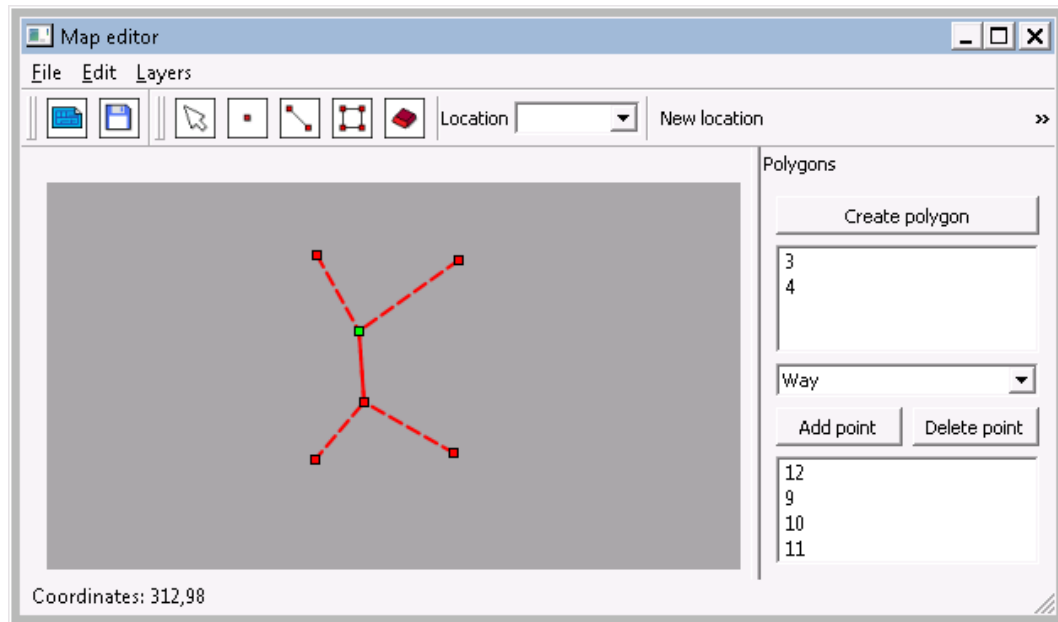 Map editor
File Edit Layers
Location New location »
Polygons
Create polygon
3
4
Way
Add point Delete point
12
9
10
11
Coordinates: 312,98